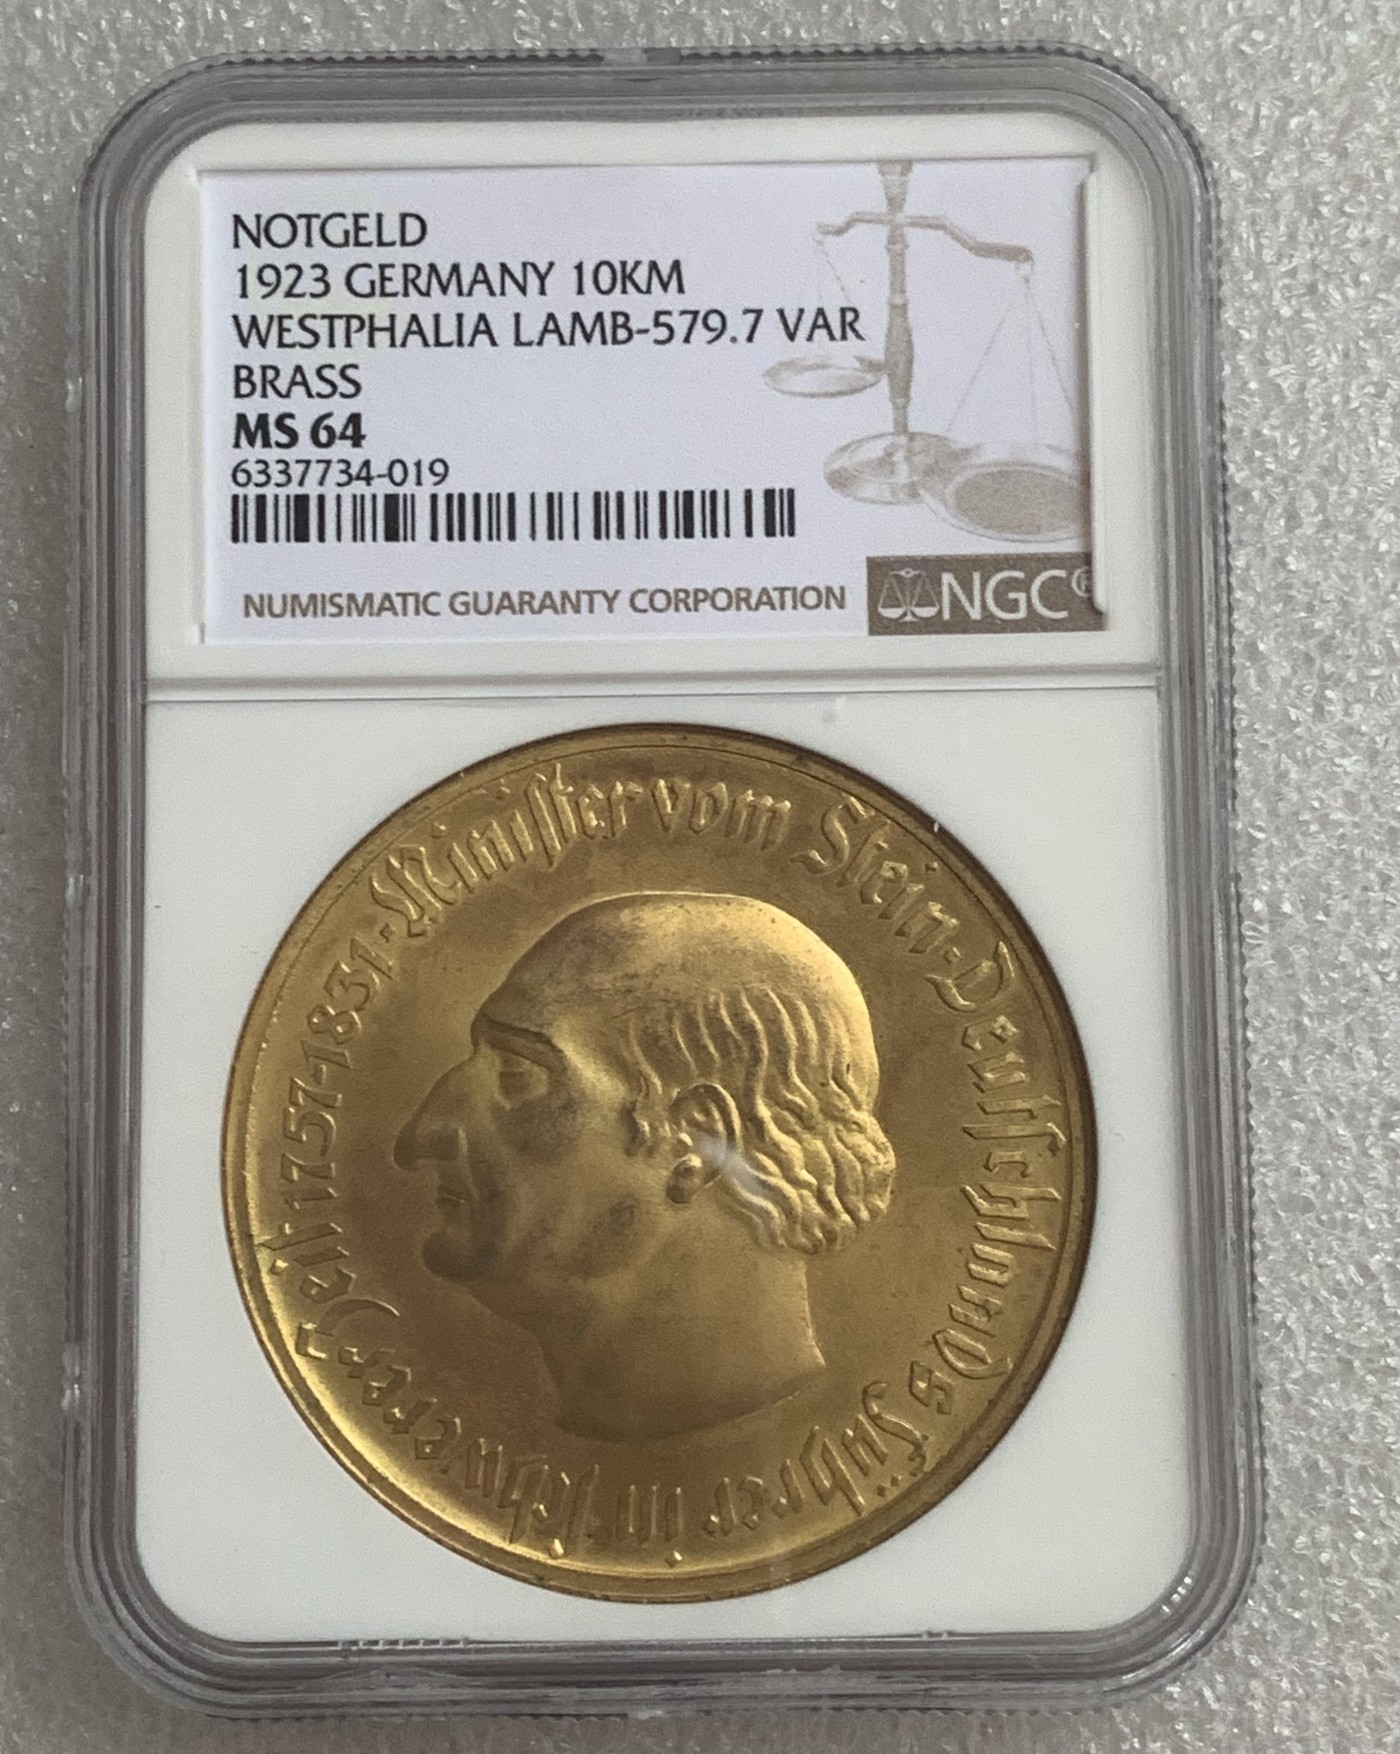 NOTGELD
1923 GERMANY 10KM
WESTPHALIA LAMB-579.7 VAR
BRASS
MS 64
6337734-019
NUMISMATIC GUARANTY CORPORATION
NGC®
Minister vom Stein · Deutschlands Führer in schwerer Zeit 1757-1831 ·